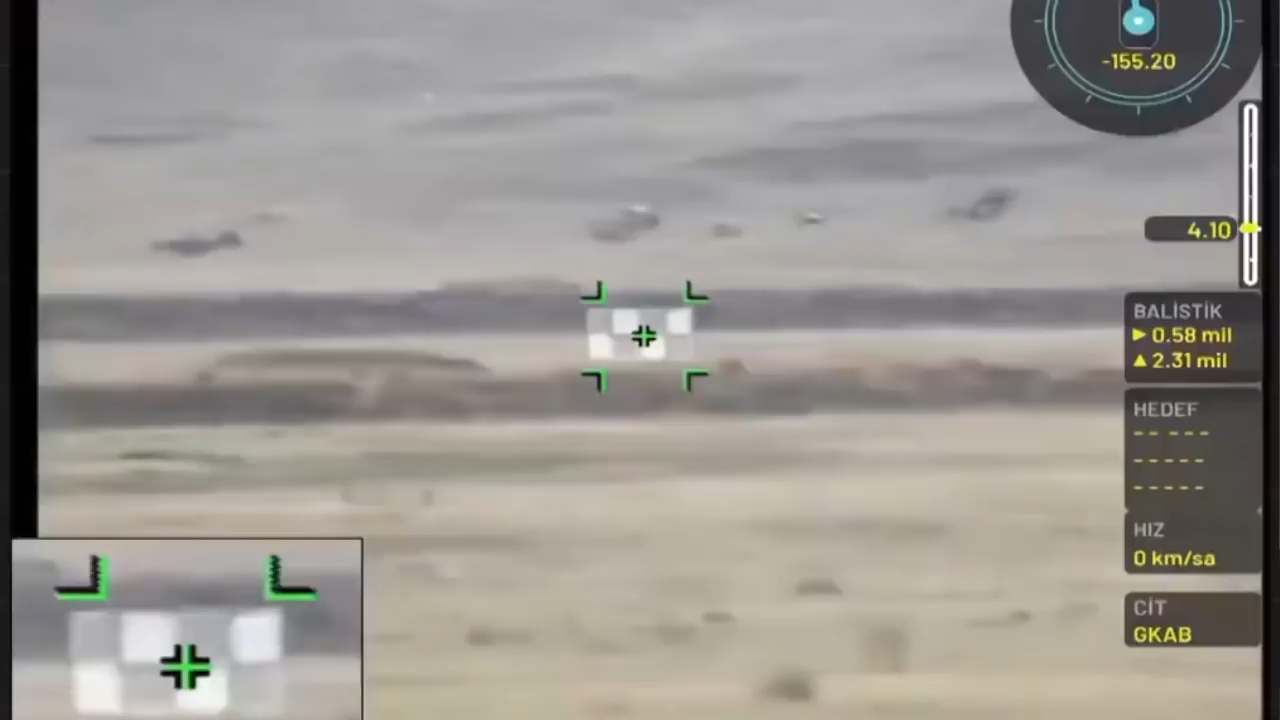 -155.20
4.10
BALİSTİK
▶ 0.58 mil
▲ 2.31 mil
HEDEF
-- ---
-----
-----
HIZ
0 km/sa
CİT
GKAB